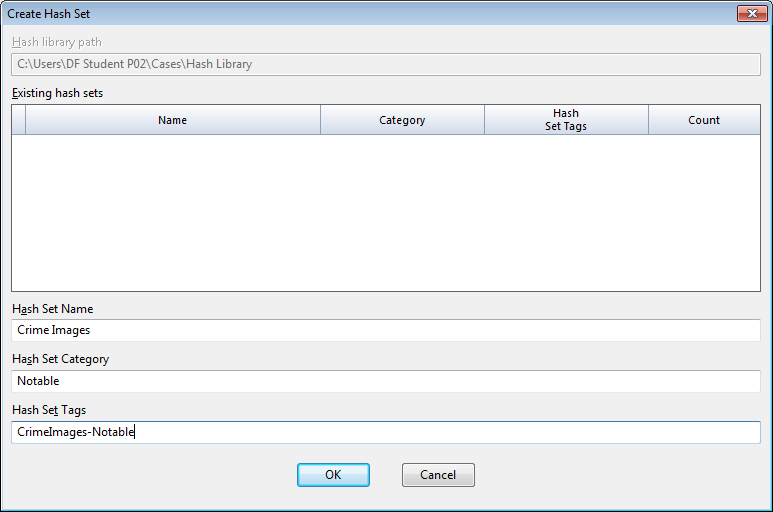 Create Hash Set
Hash library path
C:\Users\DF Student P02\Cases\Hash Library
Existing hash sets
Name Category Hash Set Tags Count
Hash Set Name
Crime Images
Hash Set Category
Notable
Hash Set Tags
CrimeImages-Notable
OK Cancel